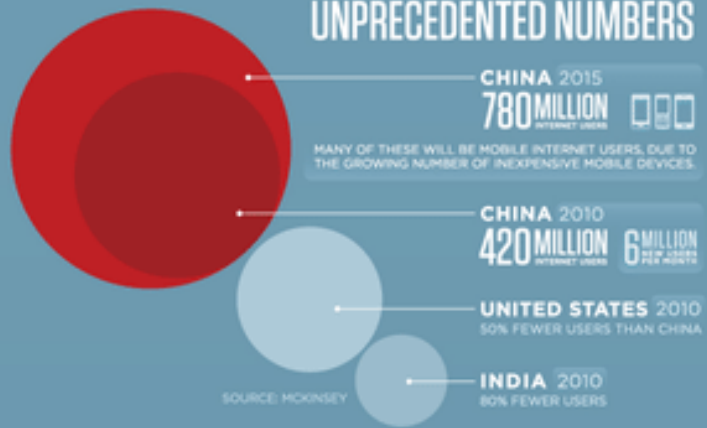 UNPRECEDENTED NUMBERS
CHINA 2015
780 MILLION
INTERNET USERS
MANY OF THESE WILL BE MOBILE INTERNET USERS, DUE TO
THE GROWING NUMBER OF INEXPENSIVE MOBILE DEVICES.
CHINA 2010
420 MILLION
INTERNET USERS
6 MILLION
NEW USERS
PER MONTH
UNITED STATES 2010
50% FEWER USERS THAN CHINA
INDIA 2010
80% FEWER USERS
SOURCE: MCKINSEY